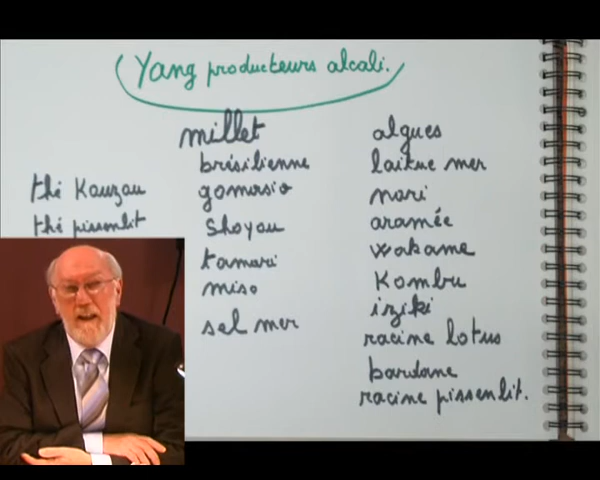 Yang producteurs alcali.
thé Kouzou
thé pissenlit
millet
brésilienne
gomasio
Shoyou
tamari
miso
sel mer
algues
laitue mer
nori
aramée
wakame
Kombu
iziki
racine lotus
bardane
racine pissenlit.